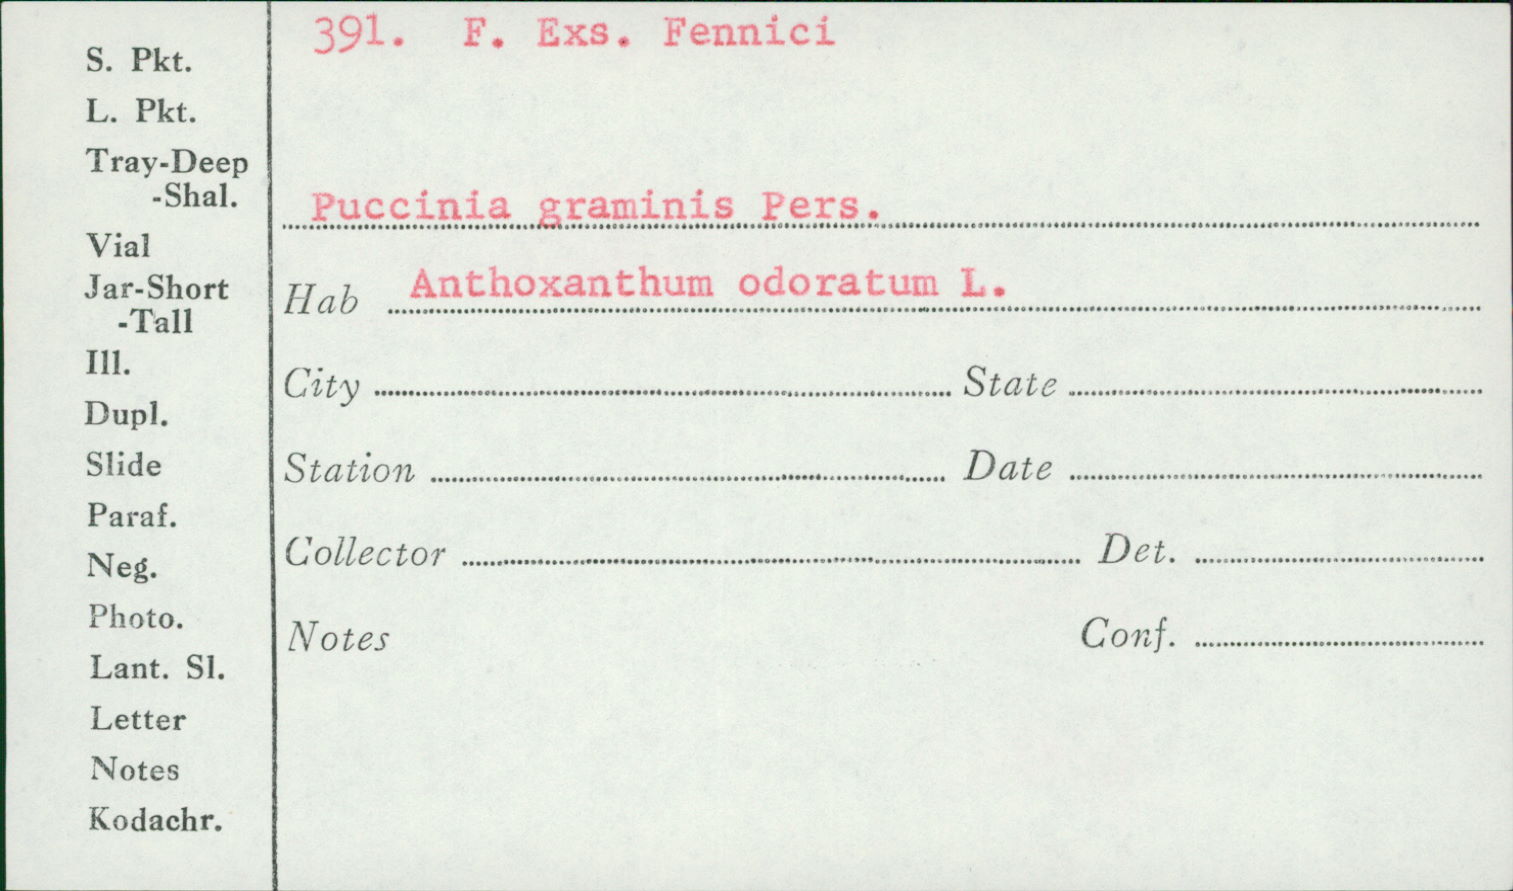 S. Pkt.
L. Pkt.
Tray-Deep
-Shal.
Vial
Jar-Short
-Tall
Ill.
Dupl.
Slide
Paraf.
Neg.
Photo.
Lant. Sl.
Letter
Notes
Kodachr.
391. F. Exs. Fennici
Puccinia graminis Pers.
Hab Anthoxanthum odoratum L.
City State
Station Date
Collector Det.
Notes Conf.